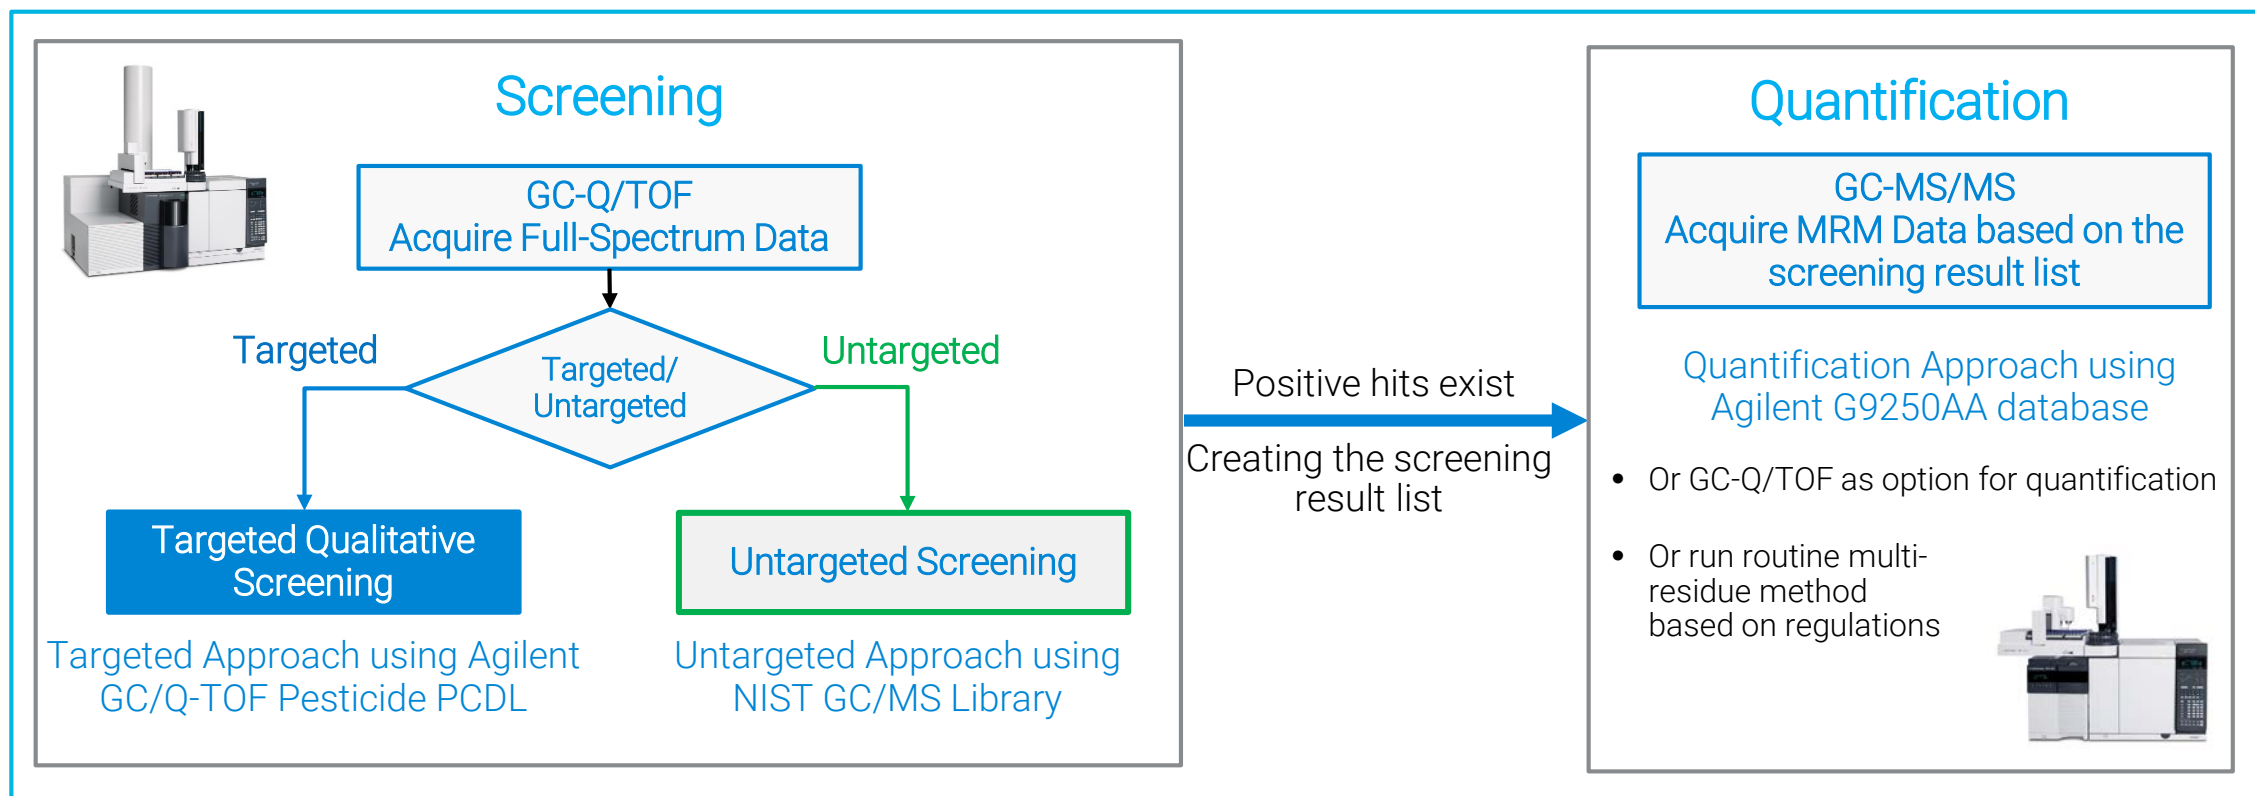 Screening
GC-Q/TOF
Acquire Full-Spectrum Data
Targeted
Targeted/
Untargeted
Untargeted
Targeted Qualitative
Screening
Untargeted Screening
Targeted Approach using Agilent
GC/Q-TOF Pesticide PCDL
Untargeted Approach using
NIST GC/MS Library
Positive hits exist
Creating the screening
result list
Quantification
GC-MS/MS
Acquire MRM Data based on the
screening result list
Quantification Approach using
Agilent G9250AA database
• Or GC-Q/TOF as option for quantification
• Or run routine multi-
residue method
based on regulations